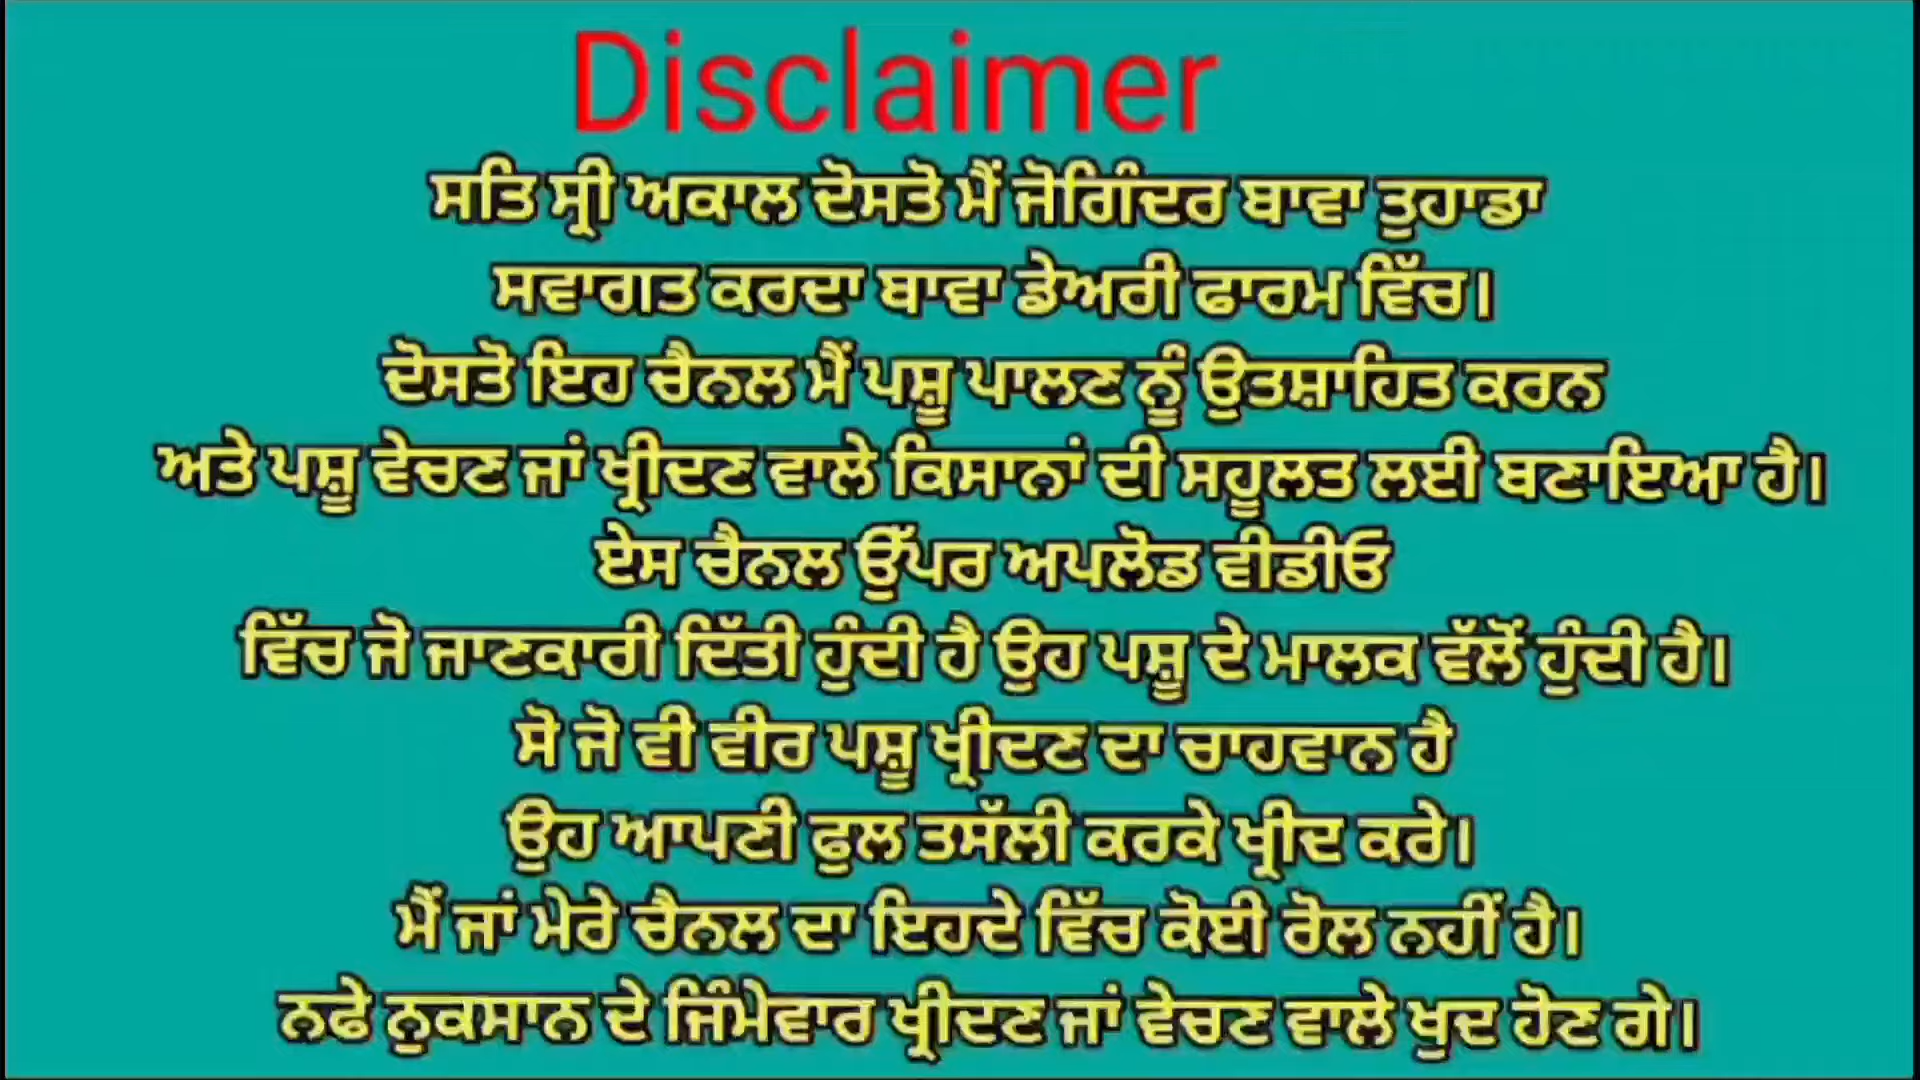 Disclaimer
ਸਤਿ ਸ੍ਰੀ ਅਕਾਲ ਦੋਸਤੋ ਮੈਂ ਜੋਗਿੰਦਰ ਬਾਵਾ ਤੁਹਾਡਾ
ਸਵਾਗਤ ਕਰਦਾ ਬਾਵਾ ਡੇਅਰੀ ਫਾਰਮ ਵਿੱਚ।
ਦੋਸਤੋ ਇਹ ਚੈਨਲ ਮੈਂ ਪਸ਼ੂ ਪਾਲਣ ਨੂੰ ਉਤਸ਼ਾਹਿਤ ਕਰਨ
ਅਤੇ ਪਸ਼ੂ ਵੇਚਣ ਜਾਂ ਖ੍ਰੀਦਣ ਵਾਲੇ ਕਿਸਾਨਾਂ ਦੀ ਸਹੂਲਤ ਲਈ ਬਣਾਇਆ ਹੈ।
ਏਸ ਚੈਨਲ ਉੱਪਰ ਅਪਲੋਡ ਵੀਡੀਓ
ਵਿੱਚ ਜੋ ਜਾਣਕਾਰੀ ਦਿੱਤੀ ਹੁੰਦੀ ਹੈ ਉਹ ਪਸ਼ੂ ਦੇ ਮਾਲਕ ਵੱਲੋਂ ਹੁੰਦੀ ਹੈ।
ਸੋ ਜੋ ਵੀ ਵੀਰ ਪਸ਼ੂ ਖ੍ਰੀਦਣ ਦਾ ਚਾਹਵਾਨ ਹੈ
ਉਹ ਆਪਣੀ ਫੁਲ ਤਸੱਲੀ ਕਰਕੇ ਖ੍ਰੀਦ ਕਰੇ।
ਮੈਂ ਜਾਂ ਮੇਰੇ ਚੈਨਲ ਦਾ ਇਹਦੇ ਵਿੱਚ ਕੋਈ ਰੋਲ ਨਹੀਂ ਹੈ।
ਨਫੇ ਨੁਕਸਾਨ ਦੇ ਜਿੰਮੇਵਾਰ ਖ੍ਰੀਦਣ ਜਾਂ ਵੇਚਣ ਵਾਲੇ ਖੁਦ ਹੋਣ ਗੇ।